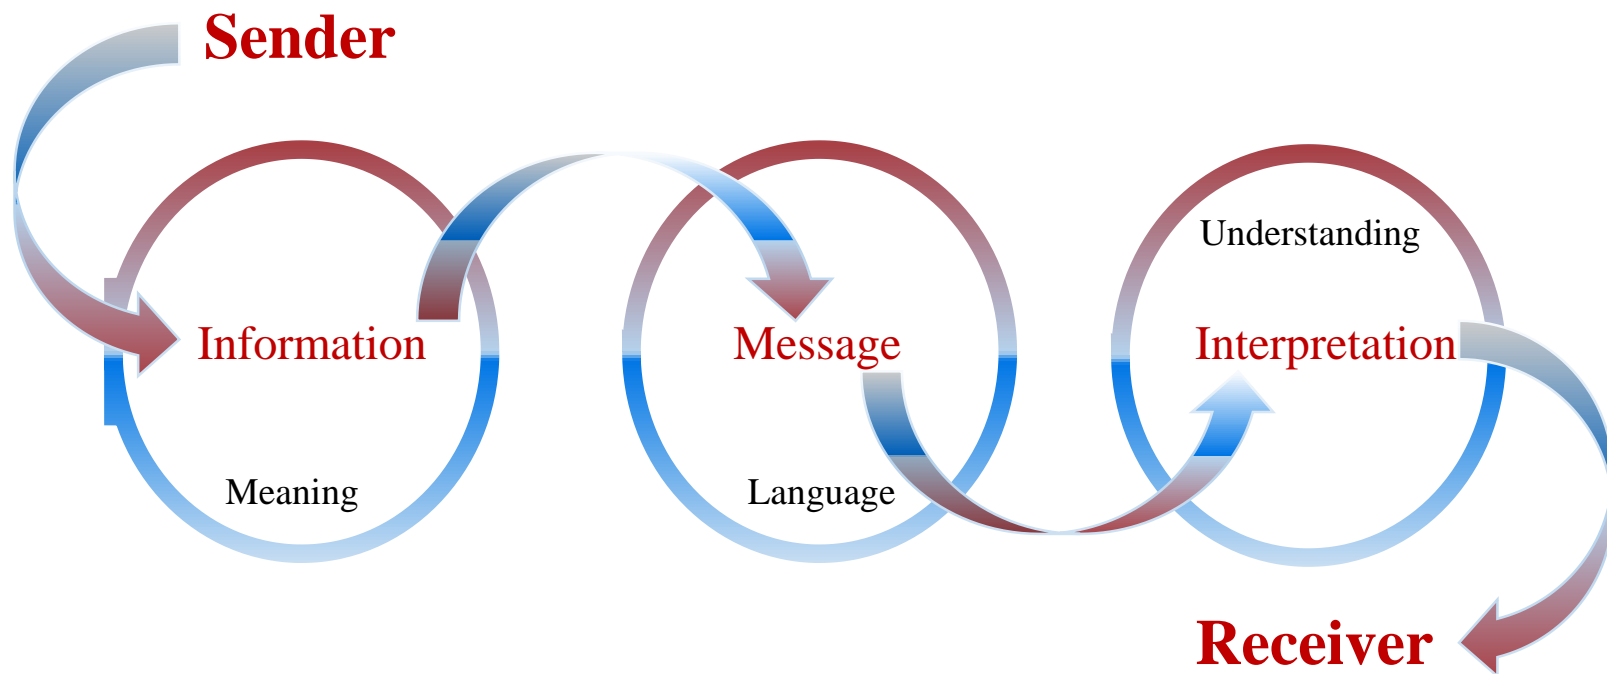 Sender
Understanding
Information
Message
Interpretation
Meaning
Language
Receiver